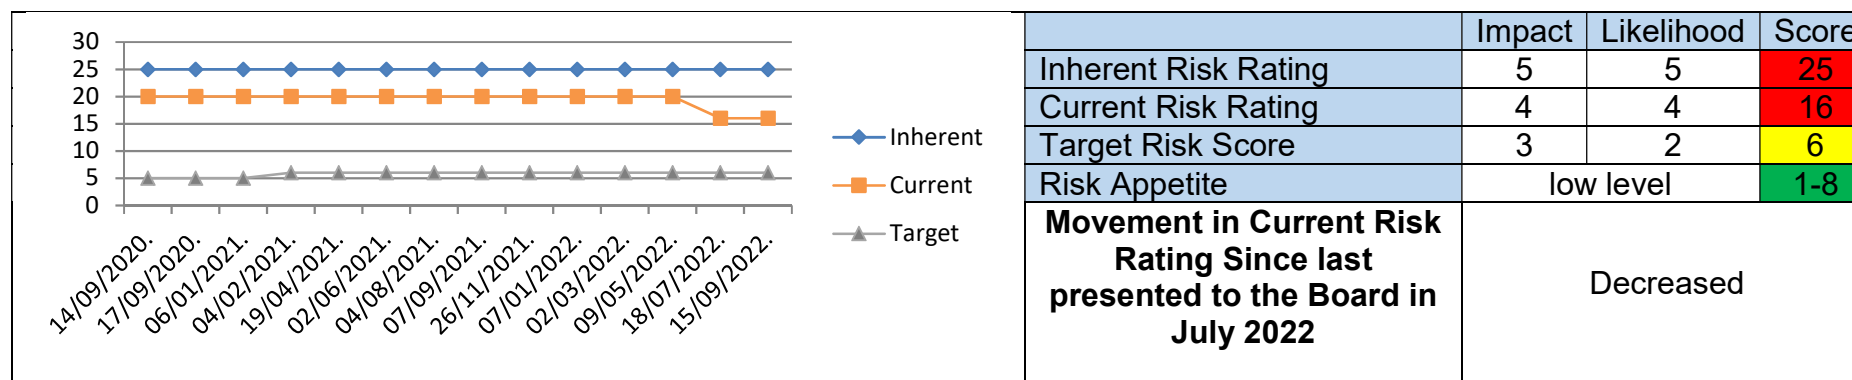 30
25
20
15
10
5
0
14/09/2020.
17/09/2020.
06/01/2021.
04/02/2021.
19/04/2021.
02/06/2021.
04/08/2021.
07/09/2021.
26/11/2021.
07/01/2022.
02/03/2022.
09/05/2022.
18/07/2022.
15/09/2022.
Inherent
Current
Target
Impact Likelihood Score
Inherent Risk Rating 5 5 25
Current Risk Rating 4 4 16
Target Risk Score 3 2 6
Risk Appetite low level 1-8
Movement in Current Risk
Rating Since last
presented to the Board in
July 2022
Decreased